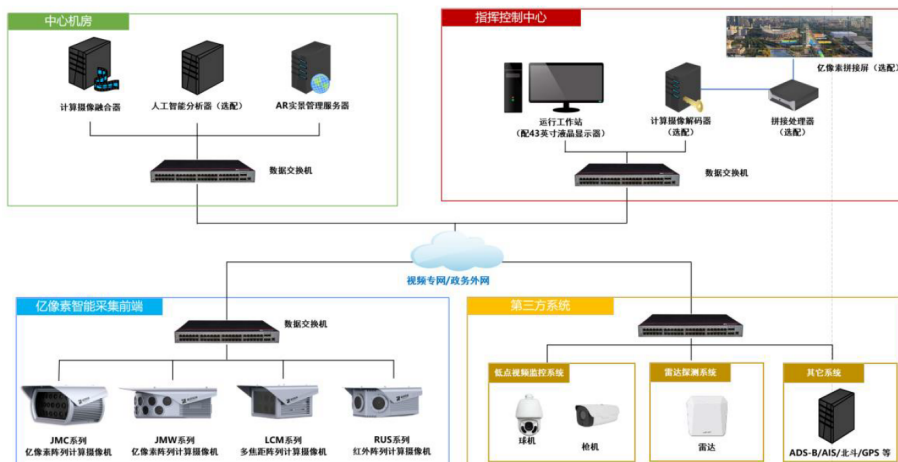 中心机房
计算摄像融合器
人工智能分析器（选配）
AR实景管理服务器
数据交换机
指挥控制中心
亿像素拼接屏（选配）
运行工作站
（配43英寸液晶显示器）
计算摄像解码器
（选配）
拼接处理器
（选配）
数据交换机
视频专网/政务外网
亿像素智能采集前端
数据交换机
JMC系列
亿像素阵列计算摄像机
JMW系列
亿像素阵列计算摄像机
LCM系列
多焦距阵列计算摄像机
RUS系列
红外阵列计算摄像机
第三方系统
低点视频监控系统
球机
枪机
雷达探测系统
雷达
其它系统
ADS-B/AIS/北斗/GPS 等